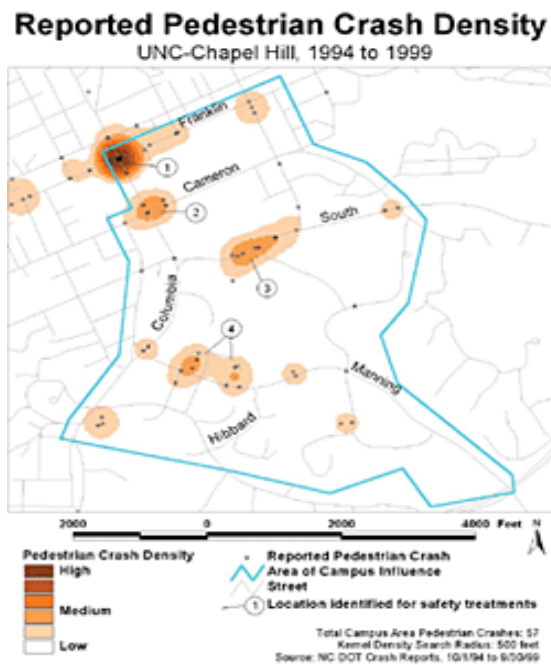 Reported Pedestrian Crash Density
UNC-Chapel Hill, 1994 to 1999
Franklin
1
Cameron
2
South
3
Columbia
4
Manning
Hibbard
2000 0 2000 4000 Feet
N
Pedestrian Crash Density
High
Medium
Low
Reported Pedestrian Crash
Area of Campus Influence
Street
1 Location identified for safety treatments
Total Campus Area Pedestrian Crashes: 57
Kernel Density Search Radius: 500 feet
Source: NC DOT Crash Reports, 10/1/94 to 9/30/99